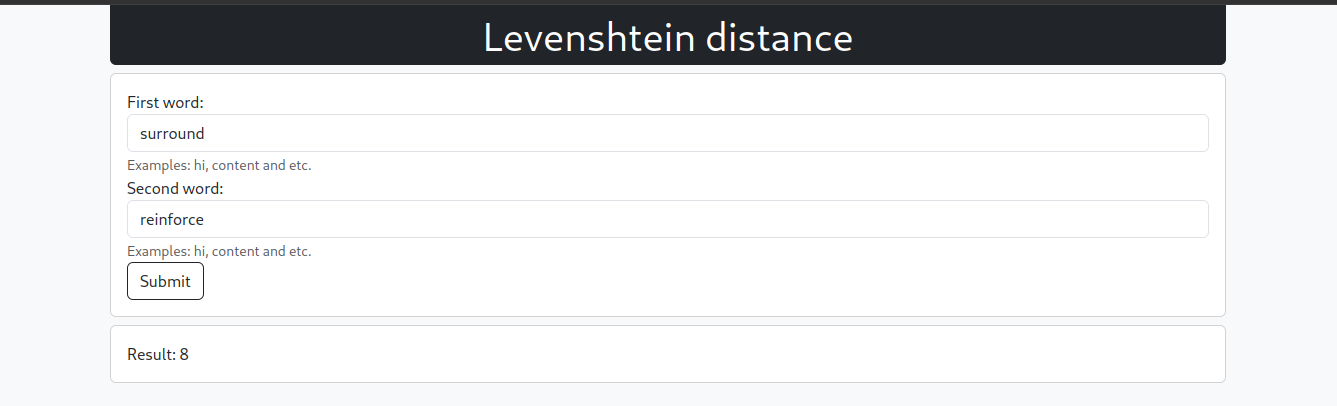 Levenshtein distance
First word:
surround
Examples: hi, content and etc.
Second word:
reinforce
Examples: hi, content and etc.
Submit
Result: 8